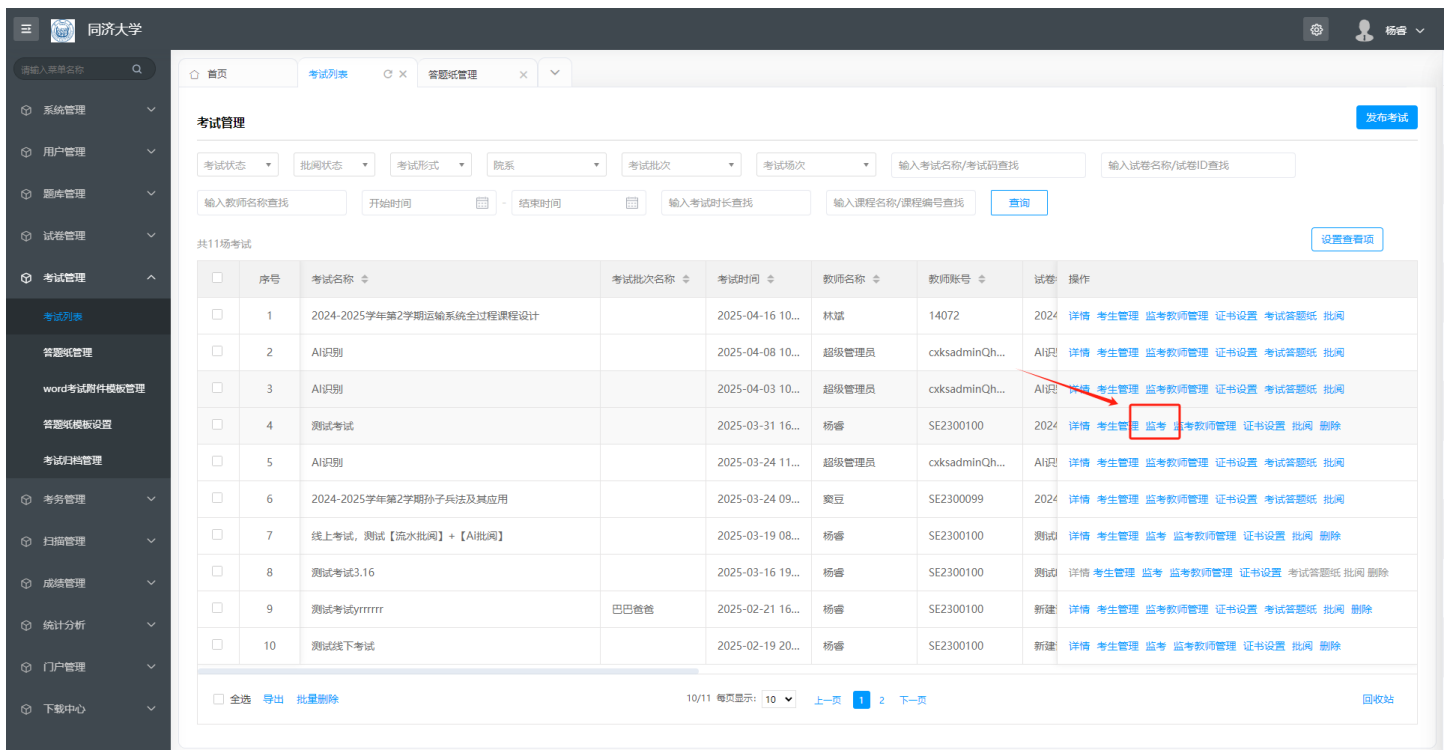 同济大学
杨睿
请输入菜单名称
系统管理
用户管理
题库管理
试卷管理
考试管理
考试列表
答题纸管理
word考试附件模板管理
答题纸模板设置
考试归档管理
考务管理
扫描管理
成绩管理
统计分析
门户管理
下载中心
首页 考试列表 答题纸管理
考试管理 发布考试
考试状态 批阅状态 考试形式 院系 考试批次 考试场次 输入考试名称/考试码查找 输入试卷名称/试卷ID查找
输入教师名称查找 开始时间 - 结束时间 输入考试时长查找 输入课程名称/课程编号查找 查询
共11场考试 设置查看项
序号 考试名称 考试批次名称 考试时间 教师名称 教师账号 试卷 操作
1 2024-2025学年第2学期运输系统全过程课程设计 2025-04-16 10... 林斌 14072 2024 详情 考生管理 监考教师管理 证书设置 考试答题纸 批阅
2 AI识别 2025-04-08 10... 超级管理员 cxksadminQh... AI识 详情 考生管理 监考教师管理 证书设置 考试答题纸 批阅
3 AI识别 2025-04-03 10... 超级管理员 cxksadminQh... AI识 详情 考生管理 监考教师管理 证书设置 考试答题纸 批阅
4 测试考试 2025-03-31 16... 杨睿 SE2300100 2024 详情 考生管理 监考 监考教师管理 证书设置 批阅 删除
5 AI识别 2025-03-24 11... 超级管理员 cxksadminQh... AI识 详情 考生管理 监考教师管理 证书设置 考试答题纸 批阅
6 2024-2025学年第2学期孙子兵法及其应用 2025-03-24 09... 窦豆 SE2300099 2024 详情 考生管理 监考教师管理 证书设置 考试答题纸 批阅
7 线上考试，测试【流水批阅】+【Ai批阅】 2025-03-19 08... 杨睿 SE2300100 测试 详情 考生管理 监考 监考教师管理 证书设置 批阅 删除
8 测试考试3.16 2025-03-16 19... 杨睿 SE2300100 测试 详情 考生管理 监考 监考教师管理 证书设置 考试答题纸 批阅 删除
9 测试考试yrrrrrr 巴巴爸爸 2025-02-21 16... 杨睿 SE2300100 新建 详情 考生管理 监考教师管理 证书设置 考试答题纸 批阅 删除
10 测试线下考试 2025-02-19 20... 杨睿 SE2300100 新建 详情 考生管理 监考 监考教师管理 证书设置 批阅 删除
全选 导出 批量删除 10/11 每页显示: 10 上一页 1 2 下一页 回收站